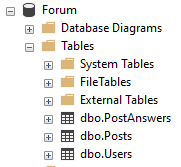 Forum
Database Diagrams
Tables
System Tables
FileTables
External Tables
dbo.PostAnswers
dbo.Posts
dbo.Users